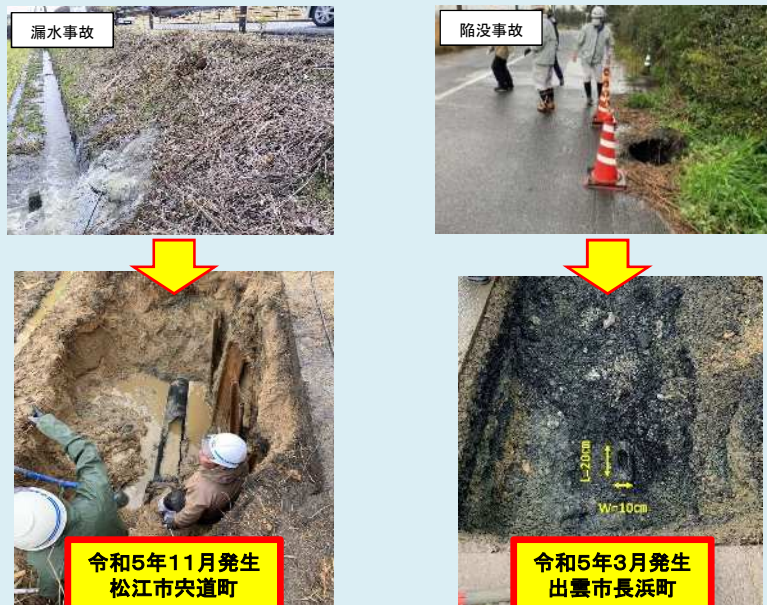 漏水事故
陥没事故
L=20cm
W=10cm
令和5年11月発生
松江市宍道町
令和5年3月発生
出雲市長浜町